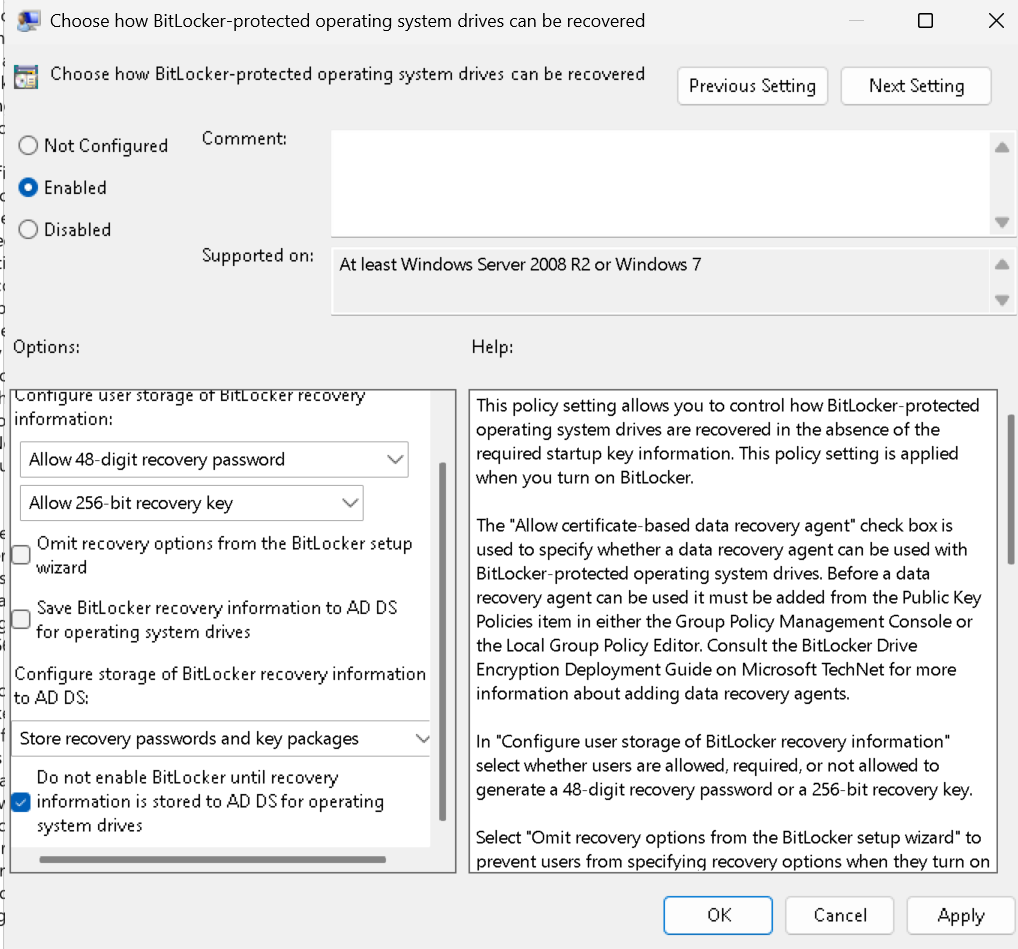 Choose how BitLocker-protected operating system drives can be recovered
Choose how BitLocker-protected operating system drives can be recovered
Previous Setting
Next Setting
Not Configured
Enabled
Disabled
Comment:
Supported on:
At least Windows Server 2008 R2 or Windows 7
Options:
Help:
Configure user storage of BitLocker recovery
information:
Allow 48-digit recovery password
Allow 256-bit recovery key
Omit recovery options from the BitLocker setup
wizard
Save BitLocker recovery information to AD DS
for operating system drives
Configure storage of BitLocker recovery information
to AD DS:
Store recovery passwords and key packages
Do not enable BitLocker until recovery
information is stored to AD DS for operating
system drives
This policy setting allows you to control how BitLocker-protected
operating system drives are recovered in the absence of the
required startup key information. This policy setting is applied
when you turn on BitLocker.
The "Allow certificate-based data recovery agent" check box is
used to specify whether a data recovery agent can be used with
BitLocker-protected operating system drives. Before a data
recovery agent can be used it must be added from the Public Key
Policies item in either the Group Policy Management Console or
the Local Group Policy Editor. Consult the BitLocker Drive
Encryption Deployment Guide on Microsoft TechNet for more
information about adding data recovery agents.
In "Configure user storage of BitLocker recovery information"
select whether users are allowed, required, or not allowed to
generate a 48-digit recovery password or a 256-bit recovery key.
Select "Omit recovery options from the BitLocker setup wizard" to
prevent users from specifying recovery options when they turn on
OK
Cancel
Apply